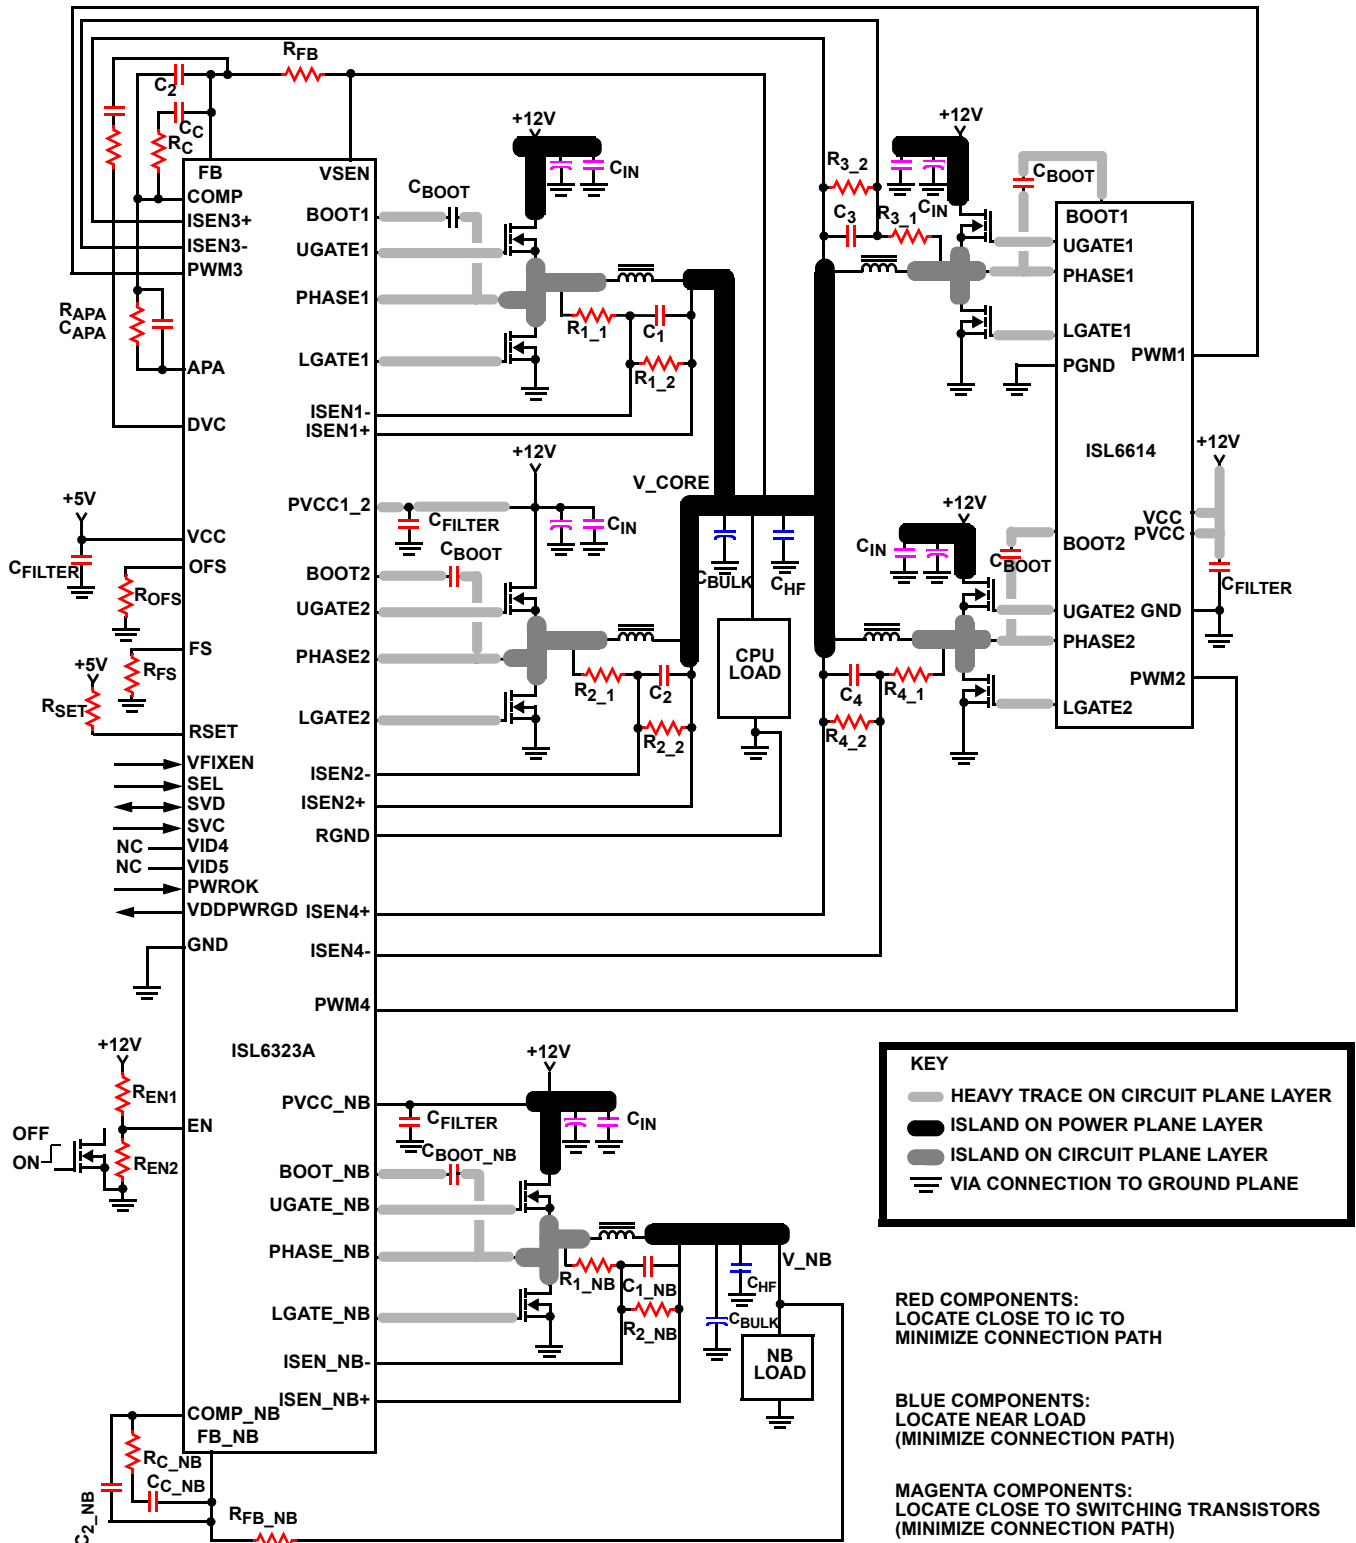 RFB
C2
CC
RC
FB
VSEN
COMP
ISEN3+
ISEN3-
PWM3
RAPA
CAPA
APA
DVC
+5V
VCC
CFILTER
OFS
ROFS
FS
RFS
+5V
RSET
RSET
VFIXEN
SEL
SVD
SVC
NC
VID4
NC
VID5
PWROK
VDDPWRGD
GND
+12V
REN1
EN
OFF
ON
REN2
ISL6323A
COMP_NB
FB_NB
RC_NB
CC_NB
C2_NB
RFB_NB
BOOT1
UGATE1
PHASE1
LGATE1
ISEN1-
ISEN1+
PVCC1_2
BOOT2
UGATE2
PHASE2
LGATE2
ISEN2-
ISEN2+
RGND
ISEN4+
ISEN4-
PWM4
PVCC_NB
BOOT_NB
UGATE_NB
PHASE_NB
LGATE_NB
ISEN_NB-
ISEN_NB+
+12V
CIN
CBOOT
R1_1
C1
R1_2
+12V
CFILTER
CIN
CBOOT
R2_1
C2
R2_2
V_CORE
CBULK
CHF
CPU
LOAD
+12V
CFILTER
CIN
CBOOT_NB
R1_NB
C1_NB
R2_NB
V_NB
CHF
CBULK
NB
LOAD
R3_2
C3
R3_1
+12V
CIN
CBOOT
BOOT1
UGATE1
PHASE1
LGATE1
PGND
PWM1
ISL6614
+12V
VCC
PVCC
CFILTER
GND
+12V
CIN
CBOOT
BOOT2
UGATE2
PHASE2
PWM2
LGATE2
C4
R4_1
R4_2
KEY
HEAVY TRACE ON CIRCUIT PLANE LAYER
ISLAND ON POWER PLANE LAYER
ISLAND ON CIRCUIT PLANE LAYER
VIA CONNECTION TO GROUND PLANE
RED COMPONENTS:
LOCATE CLOSE TO IC TO
MINIMIZE CONNECTION PATH
BLUE COMPONENTS:
LOCATE NEAR LOAD
(MINIMIZE CONNECTION PATH)
MAGENTA COMPONENTS:
LOCATE CLOSE TO SWITCHING TRANSISTORS
(MINIMIZE CONNECTION PATH)